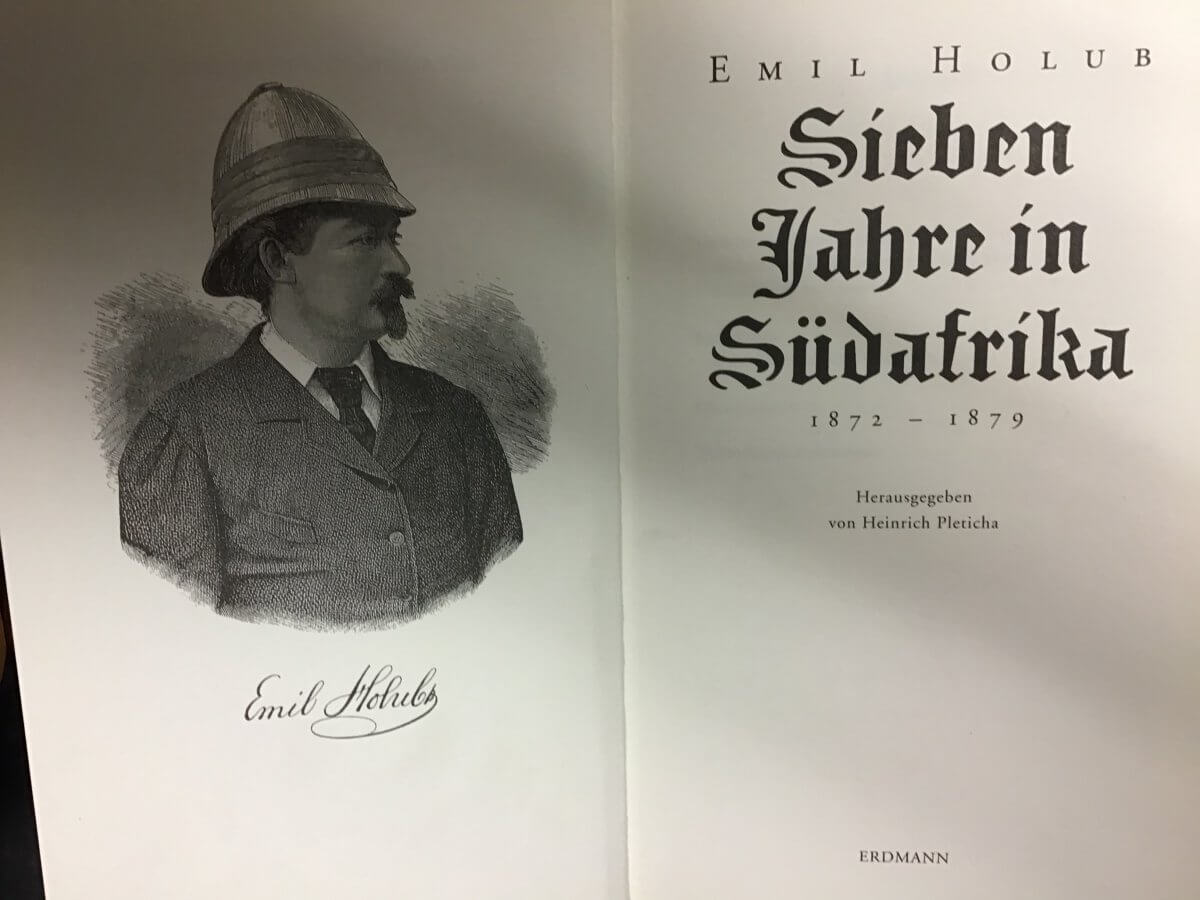 Emil Holub
EMIL HOLUB
Sieben
Jahre in
Südafrika
1872 – 1879
Herausgegeben
von Heinrich Pleticha
ERDMANN